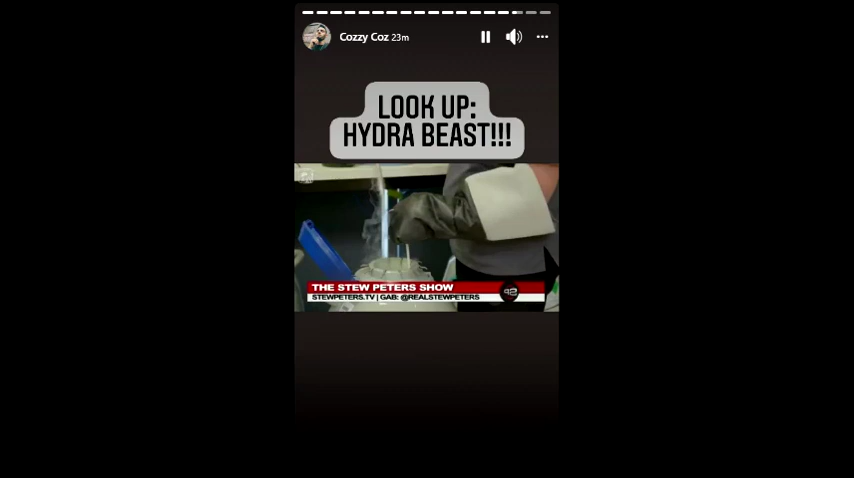 Cozzy Coz 23m
LOOK UP:
HYDRA BEAST!!!
THE STEW PETERS SHOW
STEWPETERS.TV | GAB: @REALSTEWPETERS